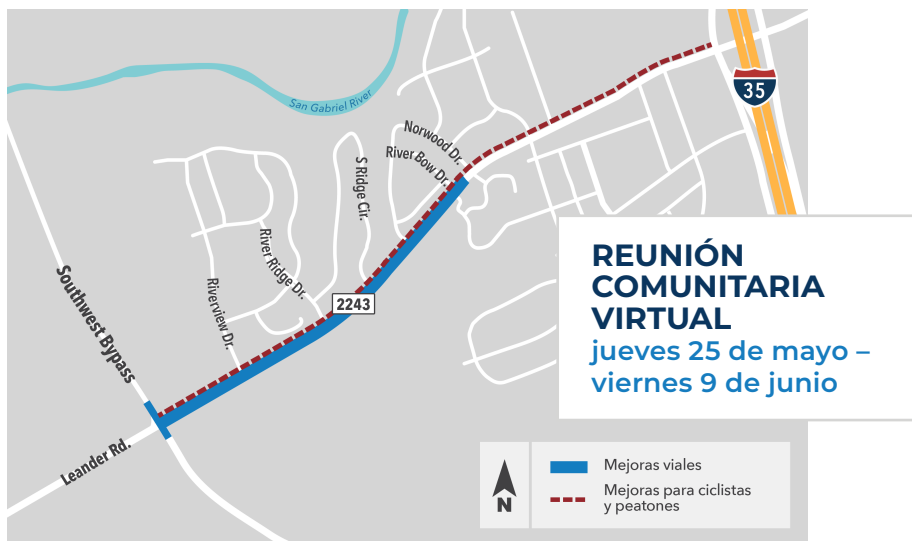 San Gabriel River
35
Norwood Dr.
River Bow Dr.
S Ridge Cir.
River Ridge Dr.
Riverview Dr.
Southwest Bypass
2243
Leander Rd.
REUNIÓN
COMUNITARIA
VIRTUAL
jueves 25 de mayo –
viernes 9 de junio
N
Mejoras viales
Mejoras para ciclistas
y peatones